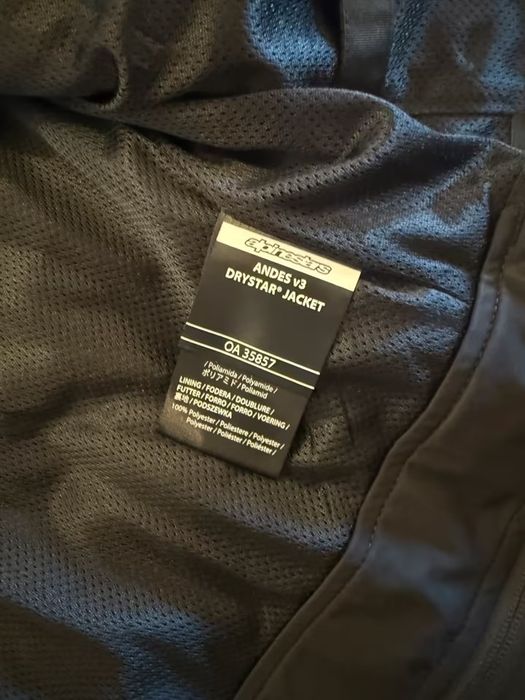 alpinestars
ANDES v3
DRYSTAR® JACKET
OA 35857
/ Poliamida / Polyamide /
ポリアミド / Poliamid
LINING / FODERA / DOUBLURE /
FUTTER / FORRO / FORRO / VOERING /
裏地 / PODSZEWKA
100% Polyester / Poliestere / Polyester /
Polyester / Poliéster / Poliéster /